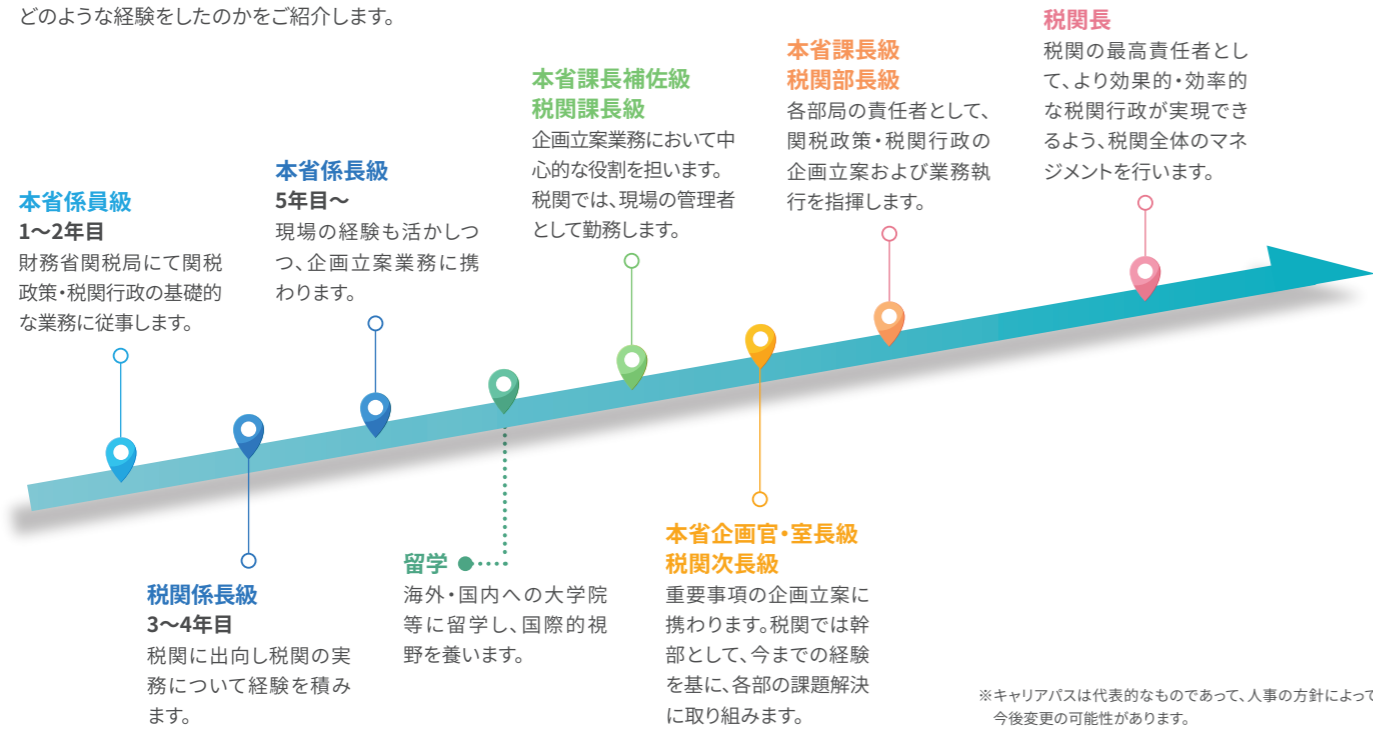 どのような経験をしたのかをご紹介します。
本省係員級
1〜2年目
財務省関税局にて関税
政策・税関行政の基礎的
な業務に従事します。
税関係長級
3〜4年目
税関に出向し税関の実
務について経験を積み
ます。
本省係長級
5年目〜
現場の経験も活かしつ
つ、企画立案業務に携
わります。
留学
海外・国内への大学院
等に留学し、国際的視
野を養います。
本省課長補佐級
税関課長級
企画立案業務において中
心的な役割を担います。
税関では、現場の管理者
として勤務します。
本省企画官・室長級
税関次長級
重要事項の企画立案に
携わります。税関では幹
部として、今までの経験
を基に、各部の課題解決
に取り組みます。
本省課長級
税関部長級
各部局の責任者として、
関税政策・税関行政の
企画立案および業務執
行を指揮します。
税関長
税関の最高責任者とし
て、より効果的・効率的
な税関行政が実現でき
るよう、税関全体のマネ
ジメントを行います。
※キャリアパスは代表的なものであって、人事の方針によって
今後変更の可能性があります。